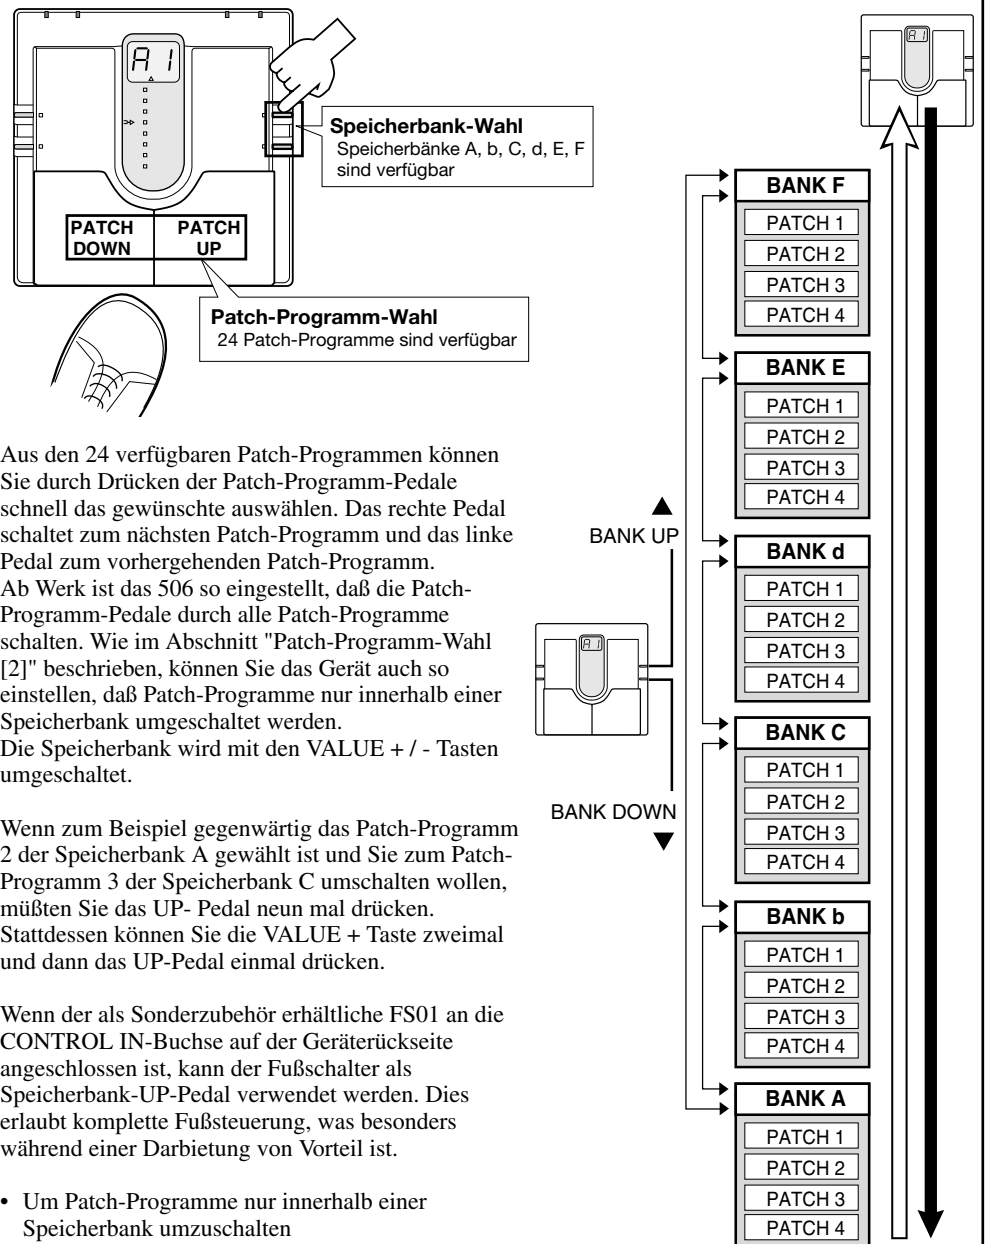 A1
Speicherbank-Wahl
Speicherbänke A, b, C, d, E, F
sind verfügbar
PATCH DOWN
PATCH UP
Patch-Programm-Wahl
24 Patch-Programme sind verfügbar
Aus den 24 verfügbaren Patch-Programmen können
Sie durch Drücken der Patch-Programm-Pedale
schnell das gewünschte auswählen. Das rechte Pedal
schaltet zum nächsten Patch-Programm und das linke
Pedal zum vorhergehenden Patch-Programm.
Ab Werk ist das 506 so eingestellt, daß die Patch-
Programm-Pedale durch alle Patch-Programme
schalten. Wie im Abschnitt "Patch-Programm-Wahl
[2]" beschrieben, können Sie das Gerät auch so
einstellen, daß Patch-Programme nur innerhalb einer
Speicherbank umgeschaltet werden.
Die Speicherbank wird mit den VALUE + / - Tasten
umgeschaltet.
Wenn zum Beispiel gegenwärtig das Patch-Programm
2 der Speicherbank A gewählt ist und Sie zum Patch-
Programm 3 der Speicherbank C umschalten wollen,
müßten Sie das UP- Pedal neun mal drücken.
Stattdessen können Sie die VALUE + Taste zweimal
und dann das UP-Pedal einmal drücken.
Wenn der als Sonderzubehör erhältliche FS01 an die
CONTROL IN-Buchse auf der Geräterückseite
angeschlossen ist, kann der Fußschalter als
Speicherbank-UP-Pedal verwendet werden. Dies
erlaubt komplette Fußsteuerung, was besonders
während einer Darbietung von Vorteil ist.
• Um Patch-Programme nur innerhalb einer
Speicherbank umzuschalten
A1
BANK UP
A1
BANK DOWN
BANK F
PATCH 1
PATCH 2
PATCH 3
PATCH 4
BANK E
PATCH 1
PATCH 2
PATCH 3
PATCH 4
BANK d
PATCH 1
PATCH 2
PATCH 3
PATCH 4
BANK C
PATCH 1
PATCH 2
PATCH 3
PATCH 4
BANK b
PATCH 1
PATCH 2
PATCH 3
PATCH 4
BANK A
PATCH 1
PATCH 2
PATCH 3
PATCH 4